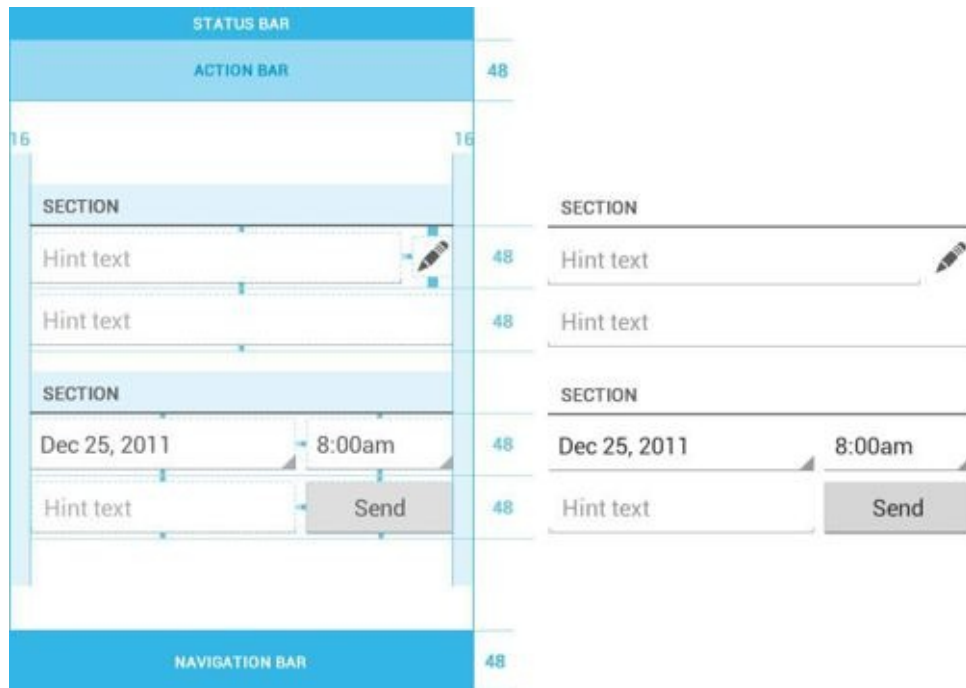 STATUS BAR
ACTION BAR 48
16 16
SECTION SECTION
Hint text 48 Hint text
Hint text 48 Hint text
SECTION SECTION
Dec 25, 2011 8:00am 48 Dec 25, 2011 8:00am
Hint text Send 48 Hint text Send
NAVIGATION BAR 48